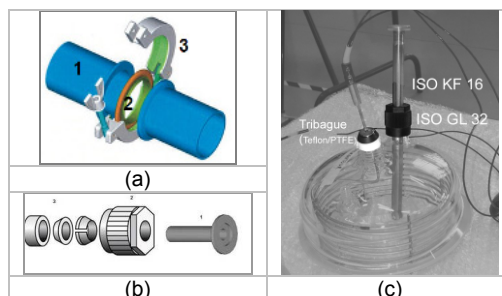 1
3
2
(a)
3
2
1
(b)
ISO KF 16
ISO GL 32
Tribague
(Teflon/PTFE)
(c)